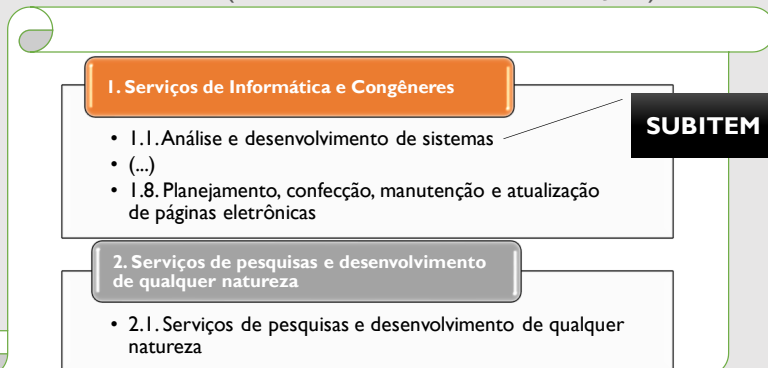 1. Serviços de Informática e Congêneres
• 1.1. Análise e desenvolvimento de sistemas
SUBITEM
• (...)
• 1.8. Planejamento, confecção, manutenção e atualização
de páginas eletrônicas
2. Serviços de pesquisas e desenvolvimento
de qualquer natureza
• 2.1. Serviços de pesquisas e desenvolvimento de qualquer
natureza